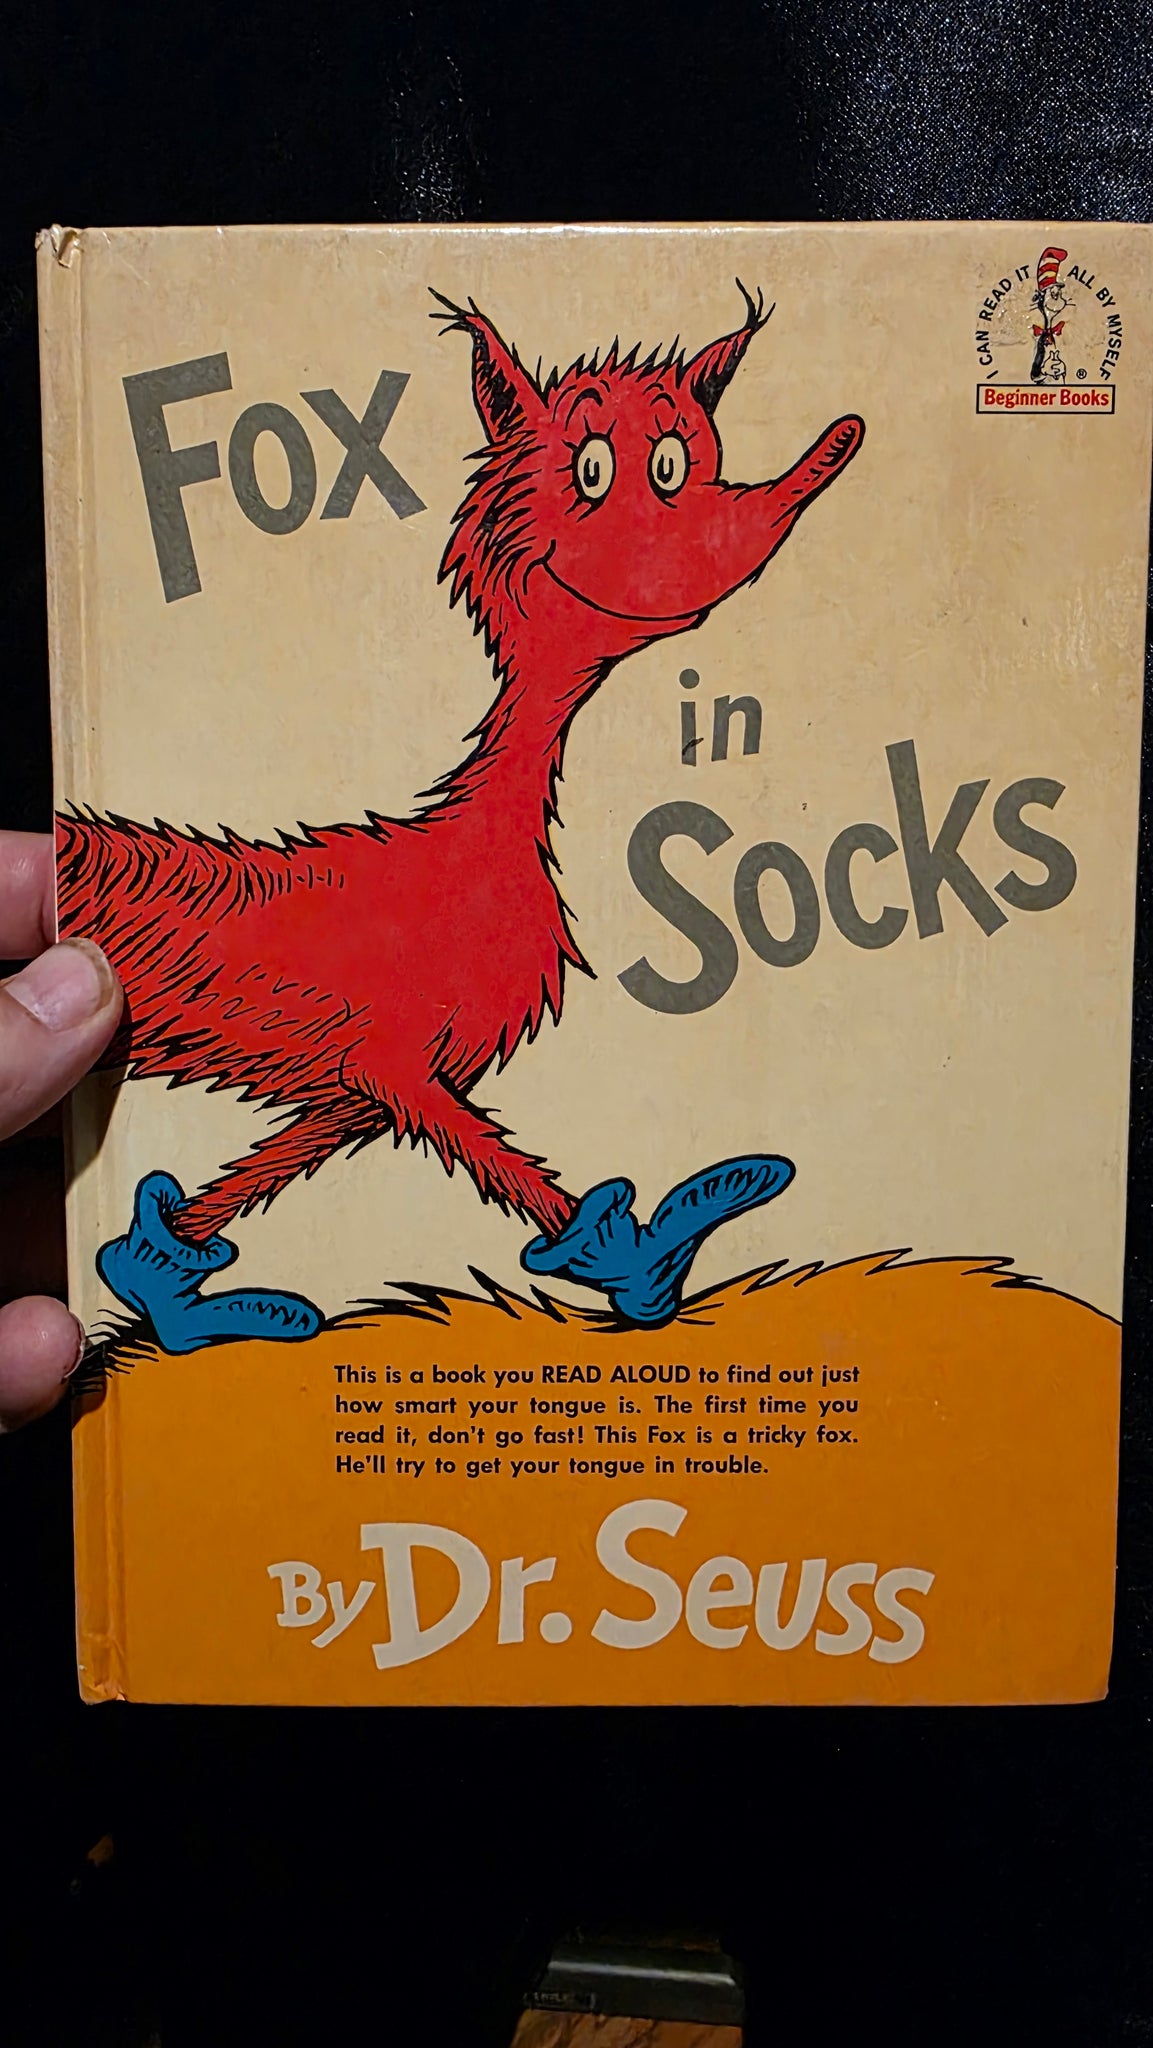 I CAN READ IT ALL BY MYSELF
®
Beginner Books
Fox
in
Socks
This is a book you READ ALOUD to find out just
how smart your tongue is. The first time you
read it, don't go fast! This Fox is a tricky fox.
He'll try to get your tongue in trouble.
By Dr. Seuss